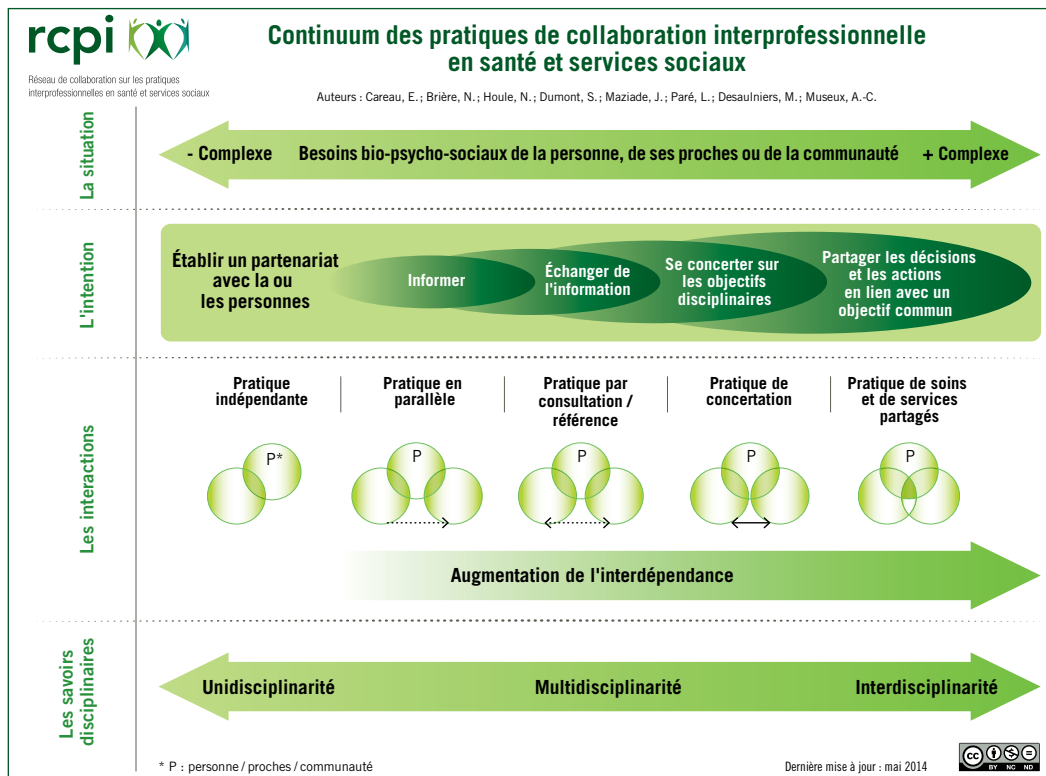 rcpi
Réseau de collaboration sur les pratiques
interprofessionnelles en santé et services sociaux
Continuum des pratiques de collaboration interprofessionnelle
en santé et services sociaux
Auteurs : Careau, E.; Brière, N.; Houle, N.; Dumont, S.; Maziade, J.; Paré, L.; Desaulniers, M.; Museux, A.-C.
La situation
- Complexe
Besoins bio-psycho-sociaux de la personne, de ses proches ou de la communauté
+ Complexe
L'intention
Établir un partenariat
avec la ou
les personnes
Informer
Échanger de
l'information
Se concerter sur
les objectifs
disciplinaires
Partager les décisions
et les actions
en lien avec un
objectif commun
Les interactions
Pratique
indépendante
Pratique en
parallèle
Pratique par
consultation /
référence
Pratique de
concertation
Pratique de soins
et de services
partagés
P*
P
P
P
P
Augmentation de l'interdépendance
Les savoirs
disciplinaires
Unidisciplinarité
Multidisciplinarité
Interdisciplinarité
* P : personne / proches / communauté
Dernière mise à jour : mai 2014
cc
BY NC ND